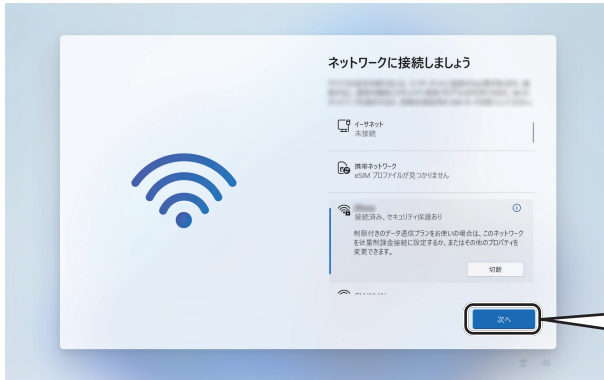 ネットワークに接続しましょう
イーサネット
未接続
携帯ネットワーク
eSIM プロファイルが見つかりません
接続済み、セキュリティ保護あり
制限付きのデータ通信プランをお使いの場合は、このネットワーク
を従量制課金接続に設定するか、またはその他のプロパティを
変更できます。
切断
次へ